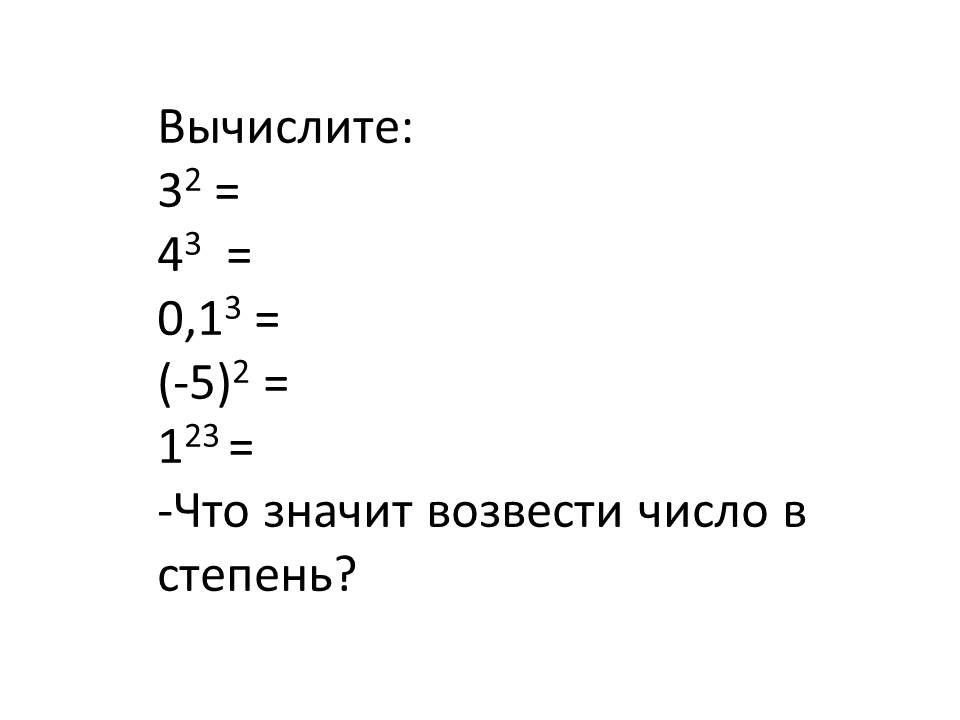 Вычислите:
3² =
4³ =
0,1³ =
(-5)² =
1²³ =
-Что значит возвести число в
степень?